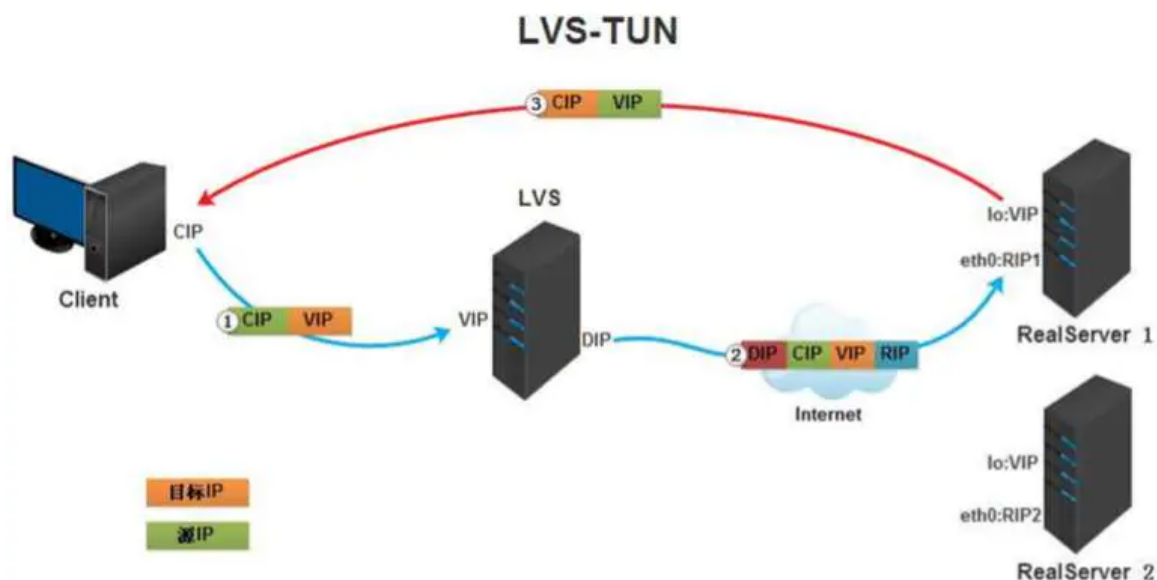 LVS-TUN
③ CIP VIP
LVS
lo:VIP
CIP
eth0:RIP1
Client
① CIP VIP
VIP
DIP
② DIP CIP VIP RIP
RealServer 1
Internet
lo:VIP
目标IP
eth0:RIP2
源IP
RealServer 2